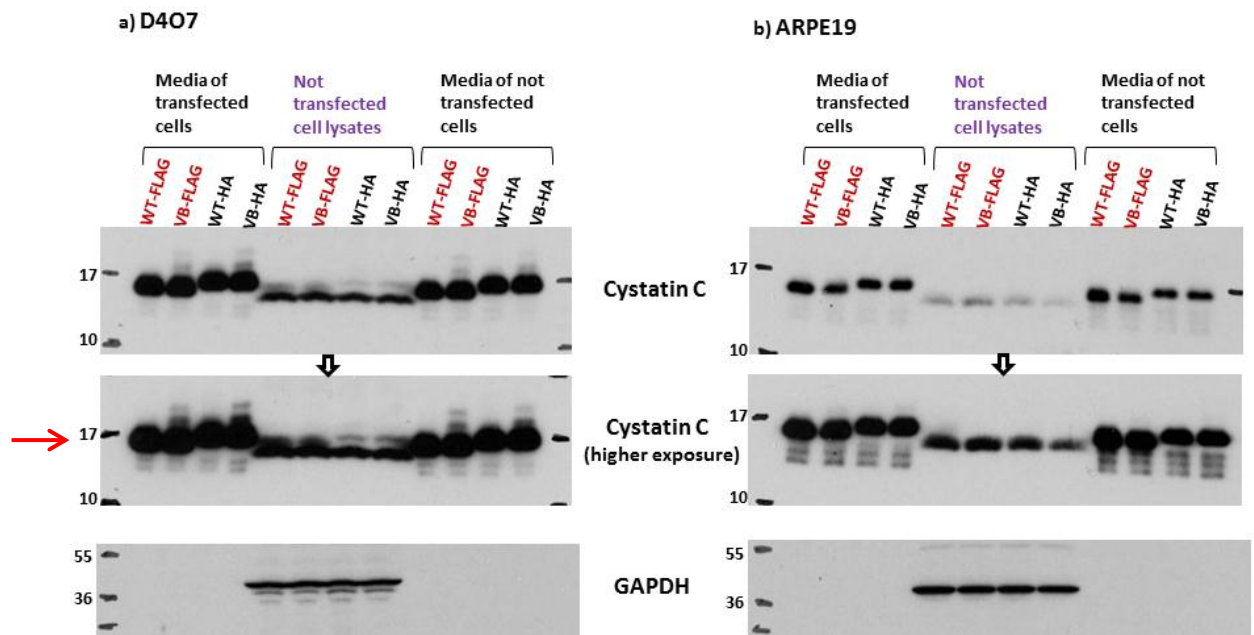 a) D4O7
b) ARPE19
Media of
transfected
cells
Not
transfected
cell lysates
Media of not
transfected
cells
Media of
transfected
cells
Not
transfected
cell lysates
Media of not
transfected
cells
WT-FLAG
VB-FLAG
WT-HA
VB-HA
WT-FLAG
VB-FLAG
WT-HA
VB-HA
WT-FLAG
VB-FLAG
WT-HA
VB-HA
WT-FLAG
VB-FLAG
WT-HA
VB-HA
WT-FLAG
VB-FLAG
WT-HA
VB-HA
WT-FLAG
VB-FLAG
WT-HA
VB-HA
17
10
Cystatin C
17
10
17
10
Cystatin C
(higher exposure)
17
10
55
36
GAPDH
55
36